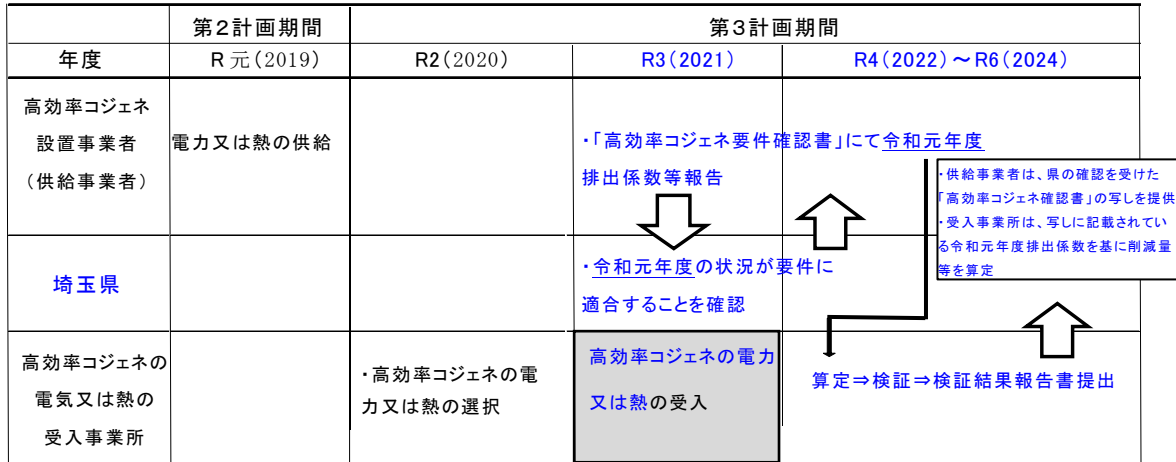 第2計画期間
第3計画期間
年度
R元(2019)
R2(2020)
R3(2021)
R4(2022)～R6(2024)
高効率コジェネ
設置事業者
（供給事業者）
電力又は熱の供給
・「高効率コジェネ要件確認書」にて令和元年度
排出係数等報告
・供給事業者は、県の確認を受けた
「高効率コジェネ確認書」の写しを提供
・受入事業所は、写しに記載されてい
る令和元年度排出係数を基に削減量
等を算定
埼玉県
・令和元年度の状況が要件に
適合することを確認
高効率コジェネの
電気又は熱の
受入事業所
・高効率コジェネの電
力又は熱の選択
高効率コジェネの電力
又は熱の受入
算定⇒検証⇒検証結果報告書提出